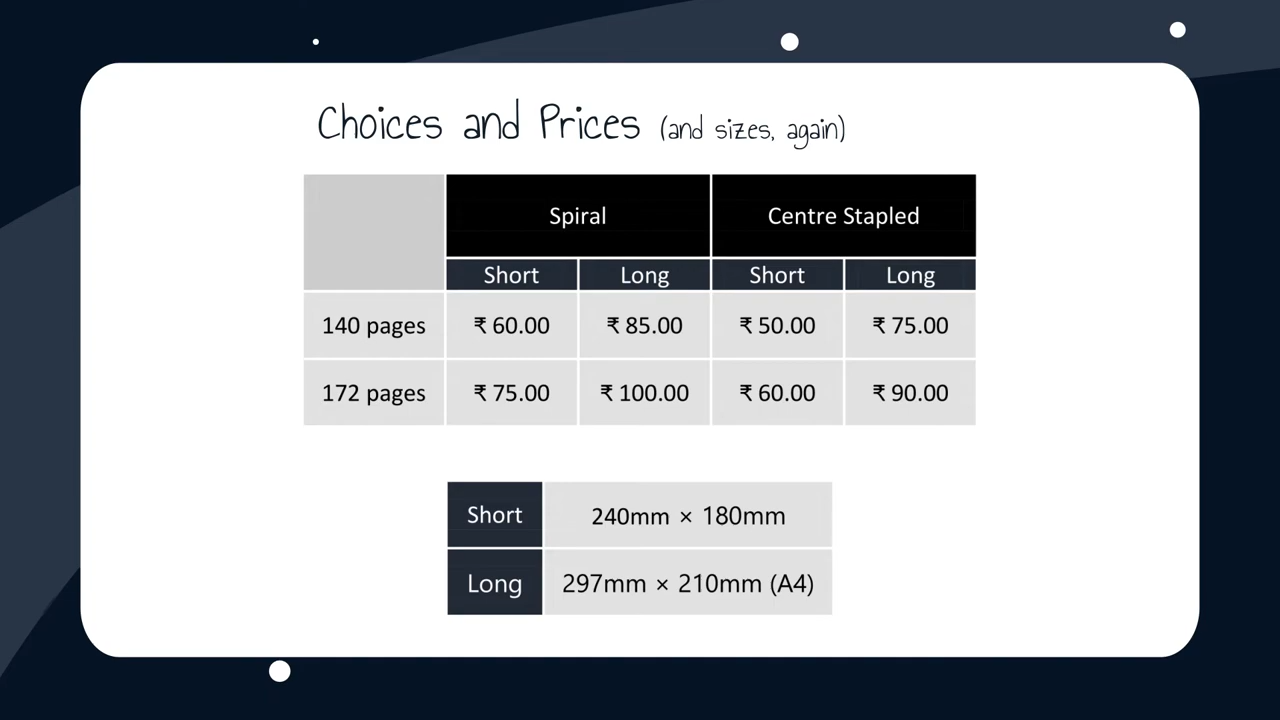 Choices and Prices (and sizes, again)
Spiral Centre Stapled
Short Long Short Long
140 pages ₹ 60.00 ₹ 85.00 ₹ 50.00 ₹ 75.00
172 pages ₹ 75.00 ₹ 100.00 ₹ 60.00 ₹ 90.00
Short 240mm × 180mm
Long 297mm × 210mm (A4)